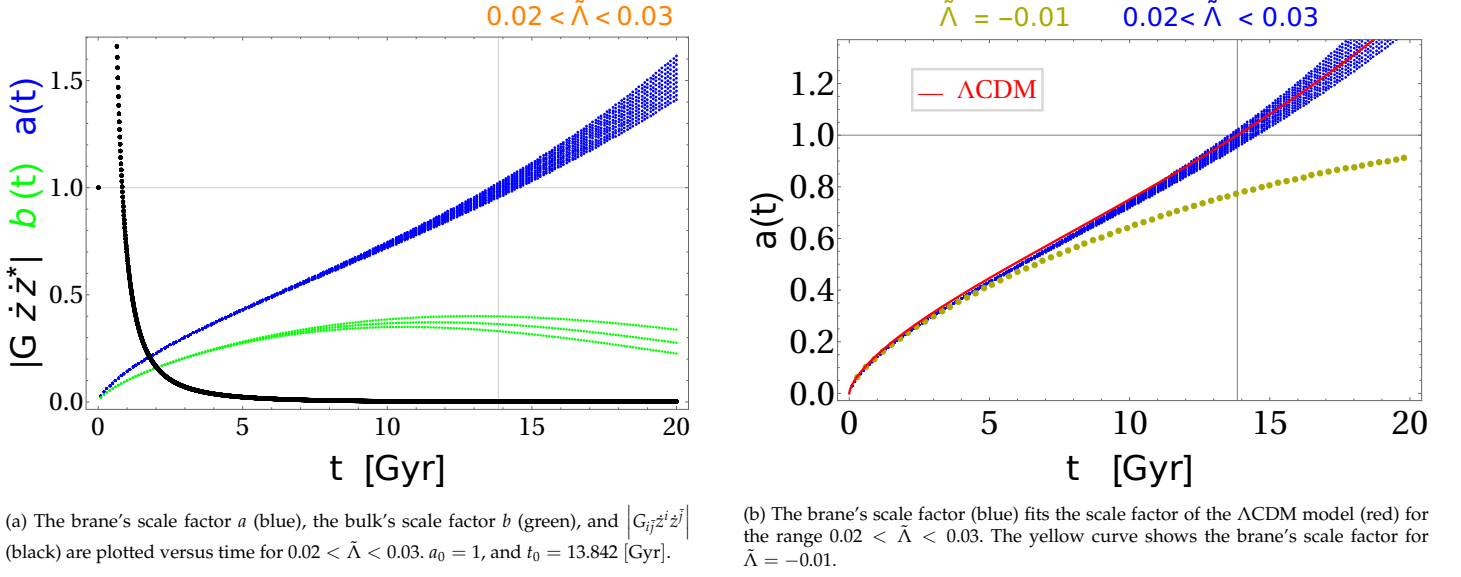 0.02 < Λ̃ < 0.03
|G ż ż*| b(t) a(t)
1.5
1.0
0.5
0.0
0 5 10 15 20
t [Gyr]
(a) The brane's scale factor a (blue), the bulk's scale factor b (green), and |G_{ij̄} ż^i ż^{j̄}|
(black) are plotted versus time for 0.02 < Λ̃ < 0.03. a₀ = 1, and t₀ = 13.842 [Gyr].
Λ̃ = −0.01 0.02< Λ̃ < 0.03
ΛCDM
a(t)
1.2
1.0
0.8
0.6
0.4
0.2
0.0
0 5 10 15 20
t [Gyr]
(b) The brane's scale factor (blue) fits the scale factor of the ΛCDM model (red) for
the range 0.02 < Λ̃ < 0.03. The yellow curve shows the brane's scale factor for
Λ̃ = −0.01.